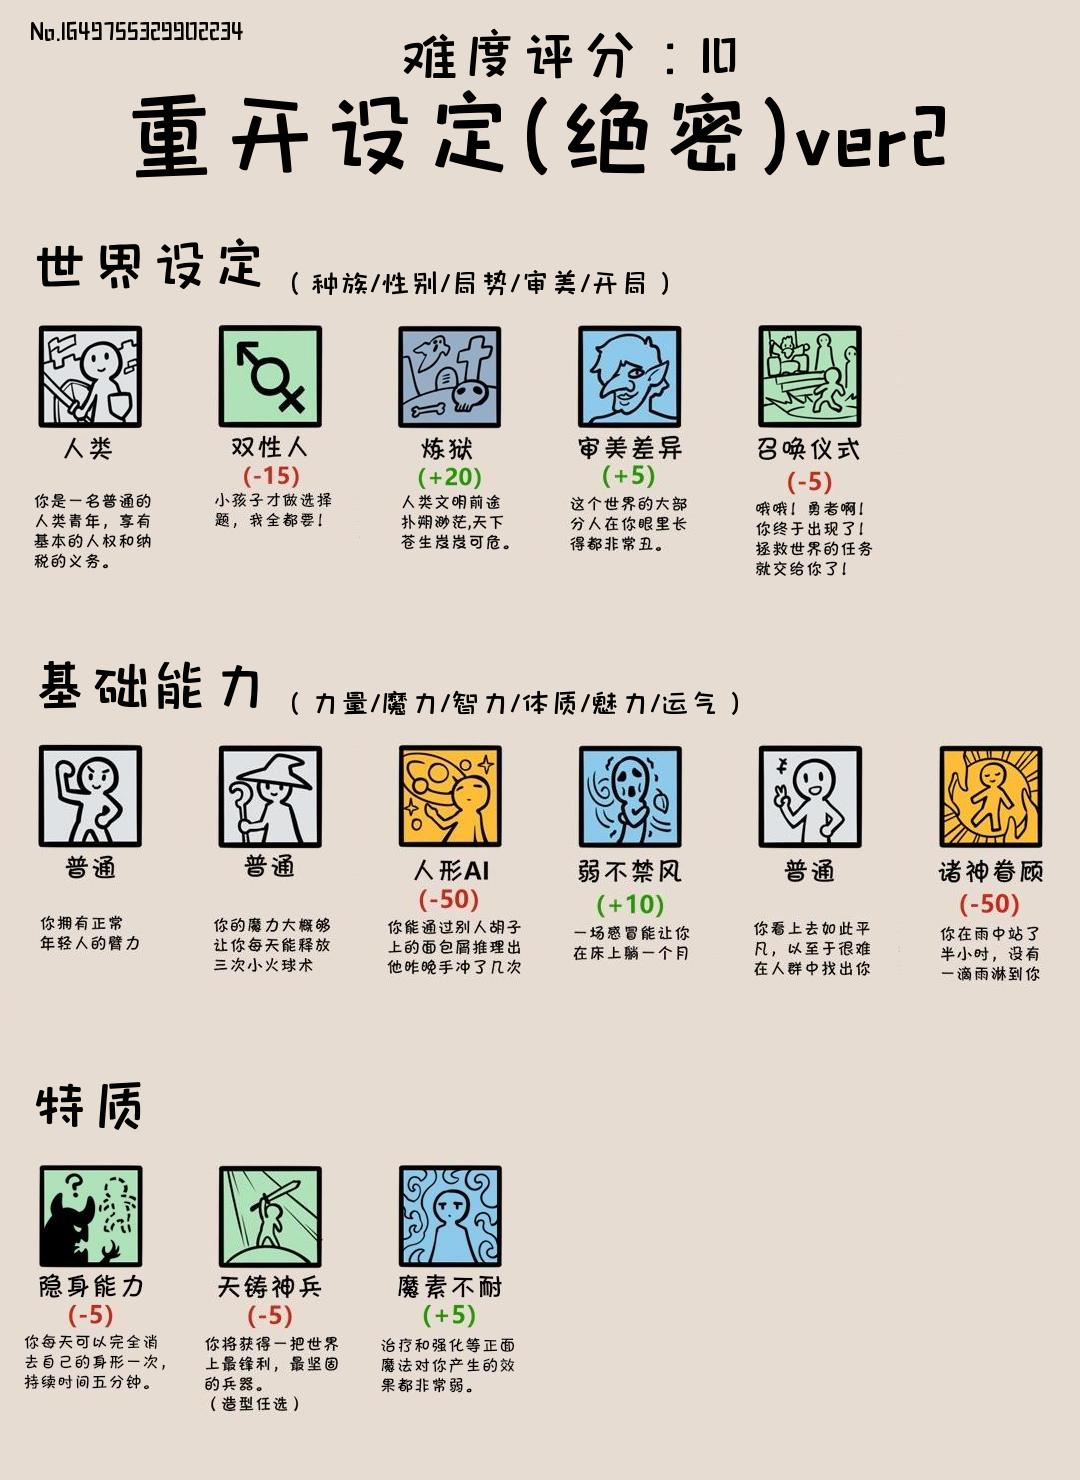 No.1649755329902234
难度评分：10
重开设定(绝密)ver2
世界设定
( 种族/性别/局势/审美/开局 )
人类
你是一名普通的
人类青年，享有
基本的人权和纳
税的义务。
双性人
(-15)
小孩子才做选择
题，我全都要！
炼狱
(+20)
人类文明前途
扑朔渺茫,天下
苍生岌岌可危。
审美差异
(+5)
这个世界的大部
分人在你眼里长
得都非常丑。
召唤仪式
(-5)
哦哦！勇者啊！
你终于出现了！
拯救世界的任务
就交给你了！
基础能力
( 力量/魔力/智力/体质/魅力/运气 )
普通
你拥有正常
年轻人的臂力
普通
你的魔力大概够
让你每天能释放
三次小火球术
人形AI
(-50)
你能通过别人胡子
上的面包屑推理出
他昨晚手冲了几次
弱不禁风
(+10)
一场感冒能让你
在床上躺一个月
普通
你看上去如此平
凡，以至于很难
在人群中找出你
诸神眷顾
(-50)
你在雨中站了
半小时，没有
一滴雨淋到你
特质
隐身能力
(-5)
你每天可以完全消
去自己的身形一次，
持续时间五分钟。
天铸神兵
(-5)
你将获得一把世界
上最锋利，最坚固
的兵器。
（造型任选）
魔素不耐
(+5)
治疗和强化等正面
魔法对你产生的效
果都非常弱。